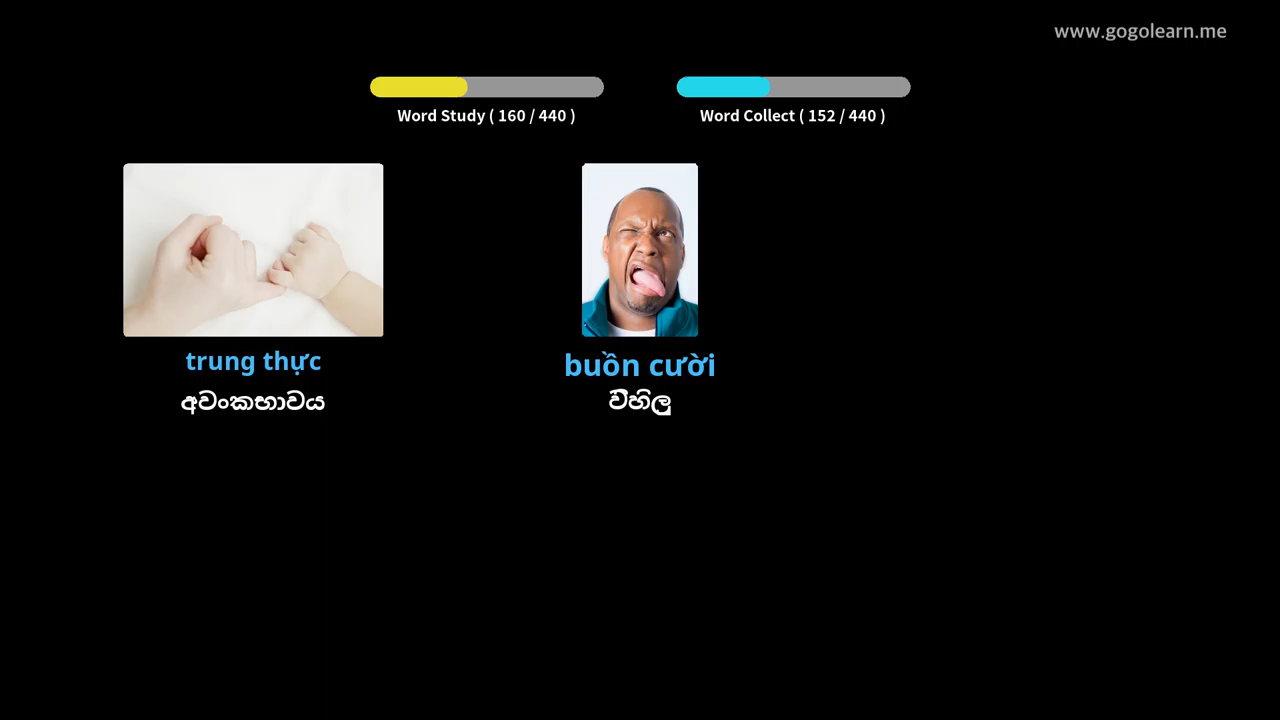 www.gogolearn.me
Word Study ( 160 / 440 )
Word Collect ( 152 / 440 )
trung thực
අවංකභාවය
buồn cười
විහිලු